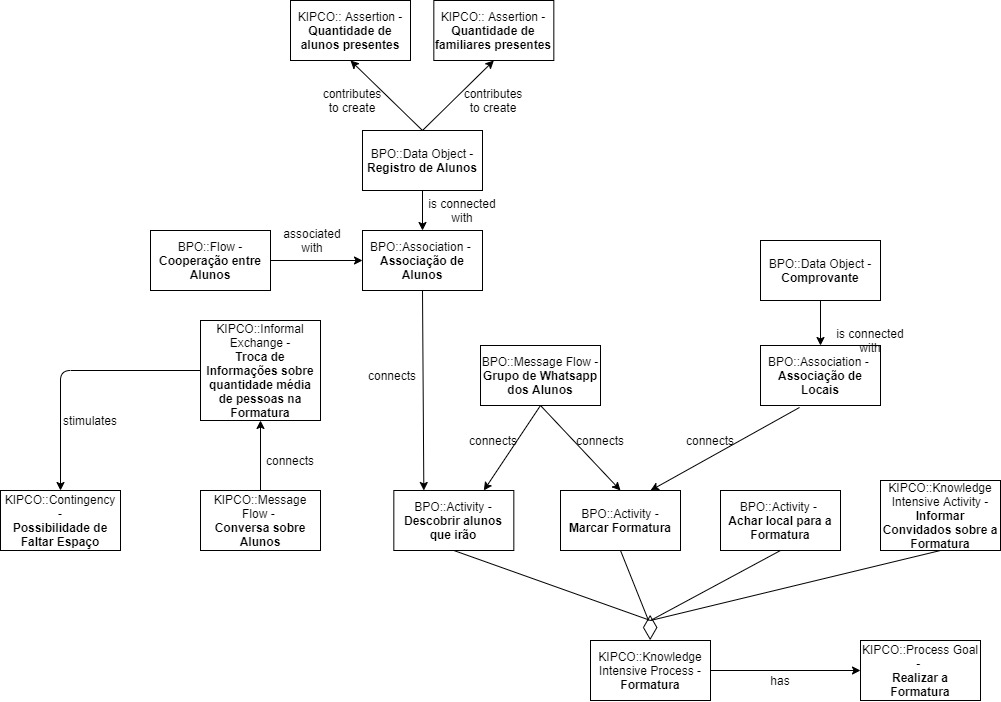 KIPCO:: Assertion -
Quantidade de
alunos presentes
KIPCO:: Assertion -
Quantidade de
familiares presentes
contributes
to create
contributes
to create
BPO::Data Object -
Registro de Alunos
is connected
with
BPO::Flow -
Cooperação entre
Alunos
associated
with
BPO::Association -
Associação de
Alunos
BPO::Data Object -
Comprovante
is connected
with
KIPCO::Informal
Exchange -
Troca de
Informações sobre
quantidade média
de pessoas na
Formatura
BPO::Message Flow -
Grupo de Whatsapp
dos Alunos
BPO::Association -
Associação de
Locais
connects
stimulates
connects
connects
connects
connects
KIPCO::Contingency
-
Possibilidade de
Faltar Espaço
KIPCO::Message
Flow -
Conversa sobre
Alunos
BPO::Activity -
Descobrir alunos
que irão
BPO::Activity -
Marcar Formatura
BPO::Activity -
Achar local para a
Formatura
KIPCO::Knowledge
Intensive Activity -
Informar
Convidados sobre a
Formatura
KIPCO::Knowledge
Intensive Process -
Formatura
has
KIPCO::Process Goal
-
Realizar a
Formatura